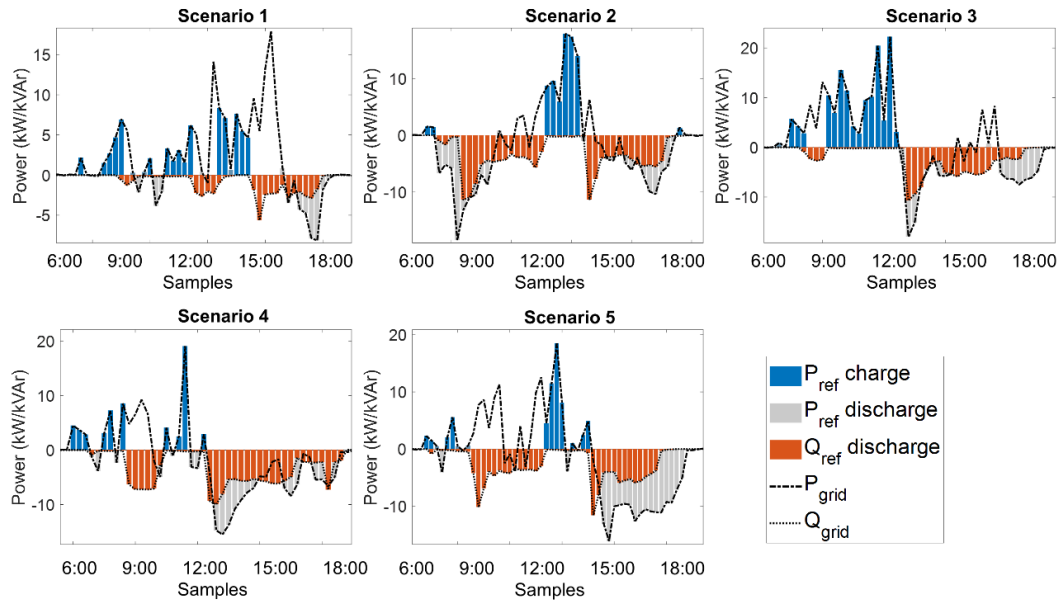 Scenario 1
Power (kW/kVAr)
15
10
5
0
-5
6:00 9:00 12:00 15:00 18:00
Samples
Scenario 2
Power (kW/kVAr)
10
0
-10
6:00 9:00 12:00 15:00 18:00
Samples
Scenario 3
Power (kW/kVAr)
20
10
0
-10
6:00 9:00 12:00 15:00 18:00
Samples
Scenario 4
Power (kW/kVAr)
20
10
0
-10
6:00 9:00 12:00 15:00 18:00
Samples
Scenario 5
Power (kW/kVAr)
20
10
0
-10
6:00 9:00 12:00 15:00 18:00
Samples
Pref charge
Pref discharge
Qref discharge
Pgrid
Qgrid